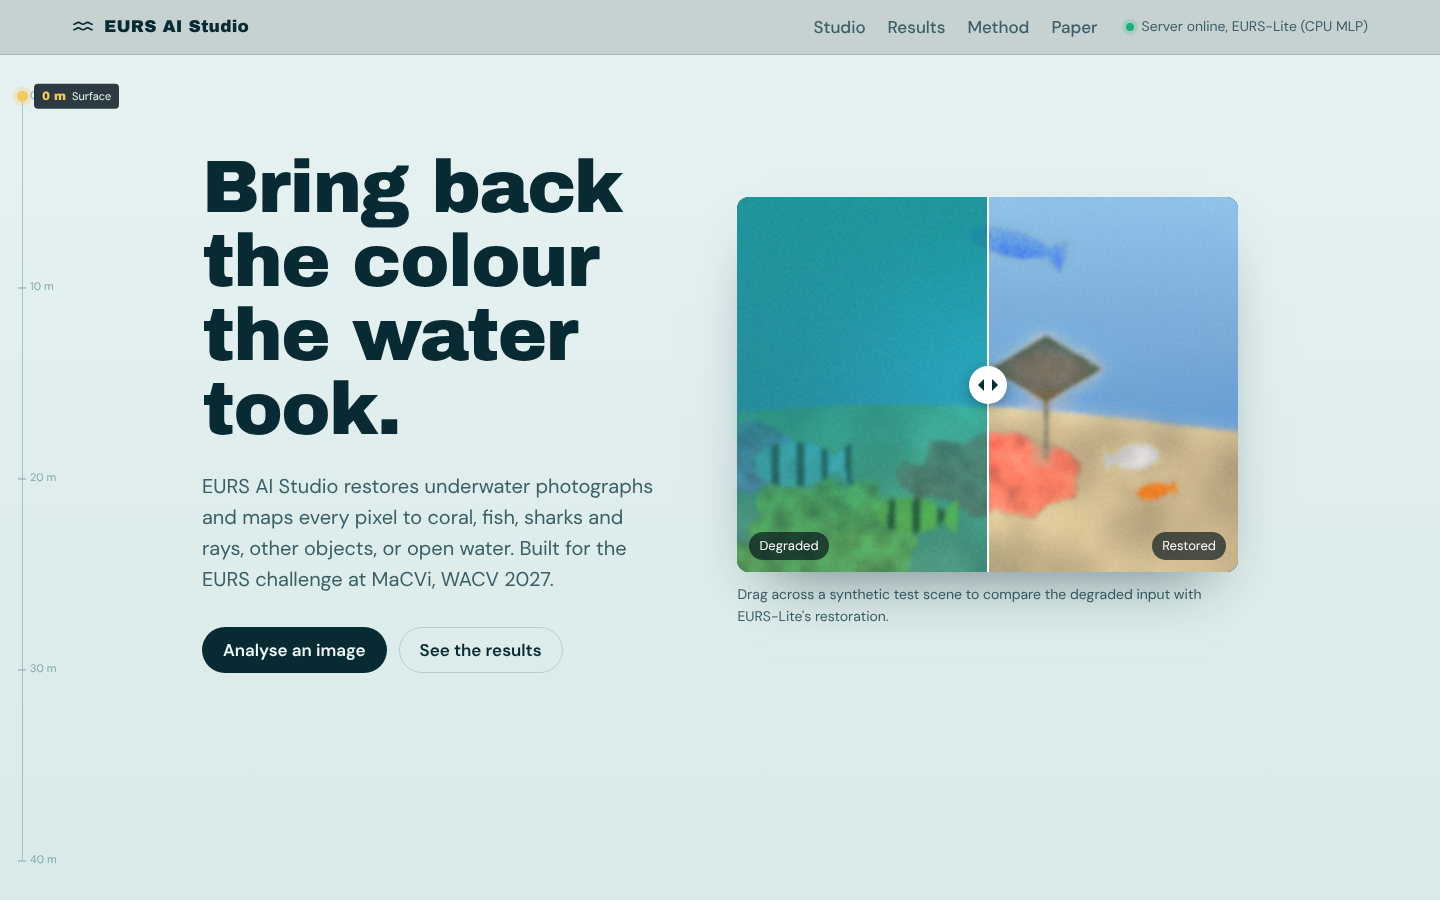 EURS AI Studio
Studio Results Method Paper Server online, EURS-Lite (CPU MLP)
0 m Surface
10 m
20 m
30 m
40 m
Bring back
the colour
the water
took.
EURS AI Studio restores underwater photographs
and maps every pixel to coral, fish, sharks and
rays, other objects, or open water. Built for the
EURS challenge at MaCVi, WACV 2027.
Analyse an image See the results
Degraded Restored
Drag across a synthetic test scene to compare the degraded input with
EURS-Lite's restoration.